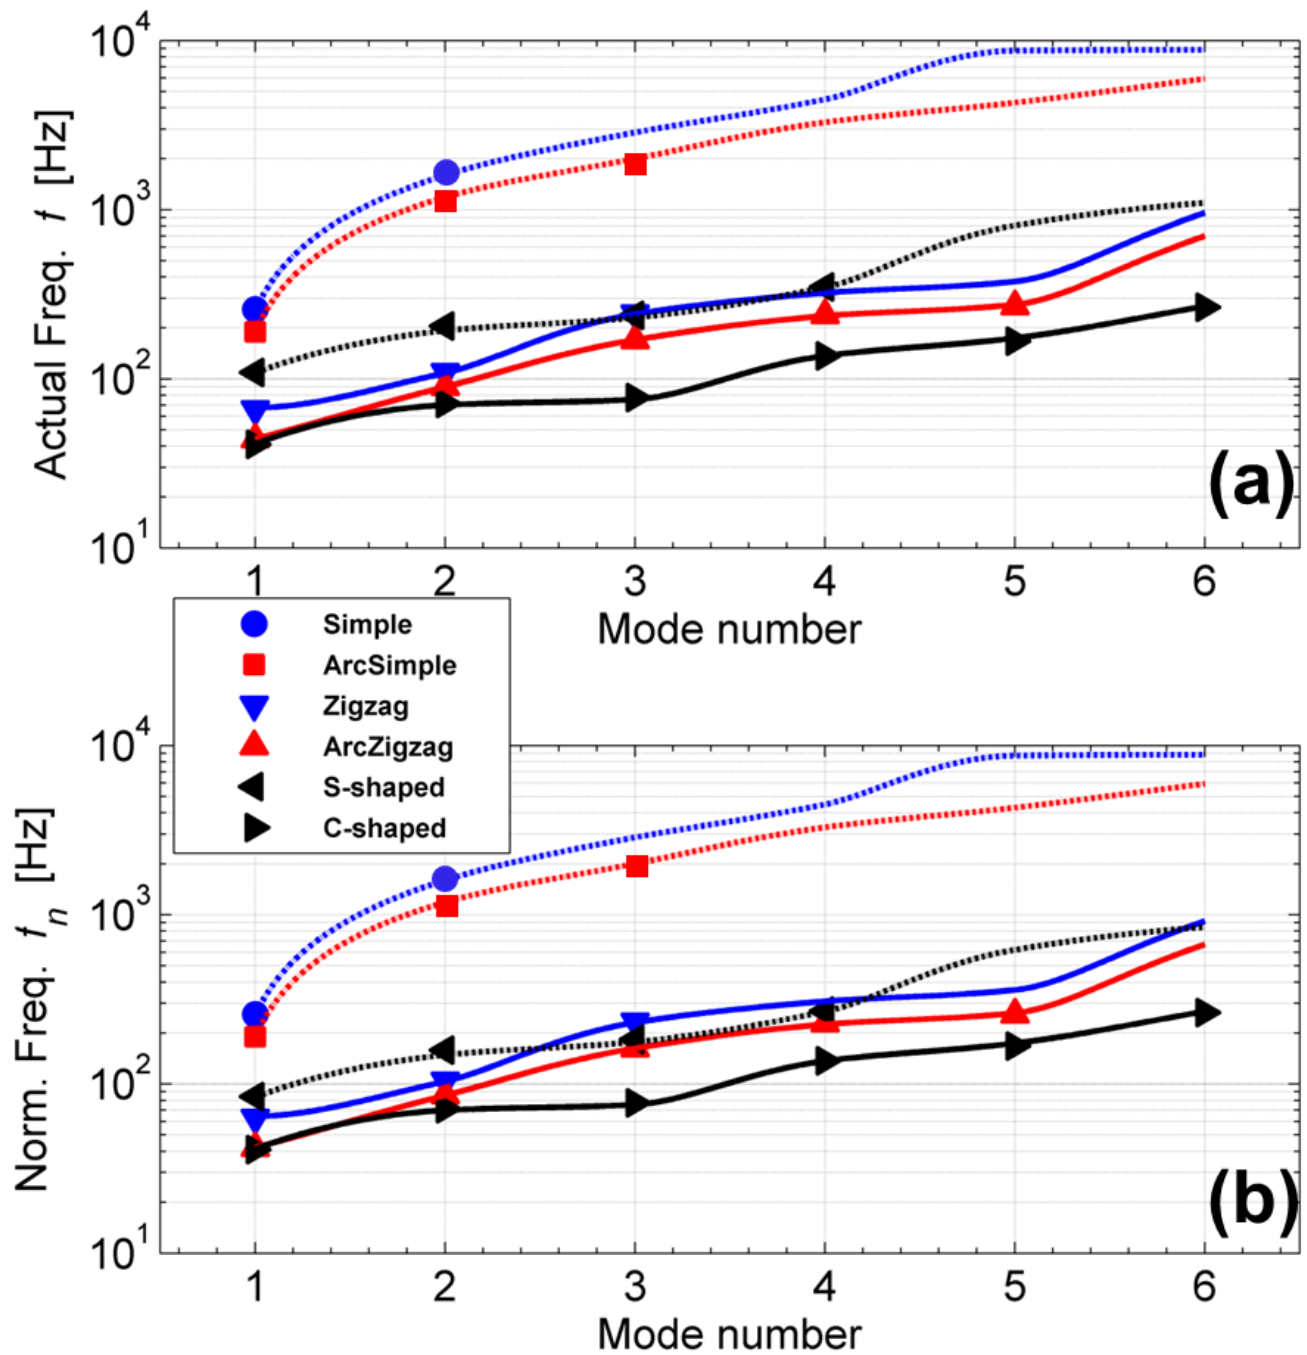 10^4
10^3
10^2
10^1
Actual Freq. f [Hz]
(a)
1 2 3 4 5 6
Mode number
Simple
ArcSimple
Zigzag
ArcZigzag
S-shaped
C-shaped
10^4
10^3
10^2
10^1
Norm. Freq. f_n [Hz]
(b)
1 2 3 4 5 6
Mode number